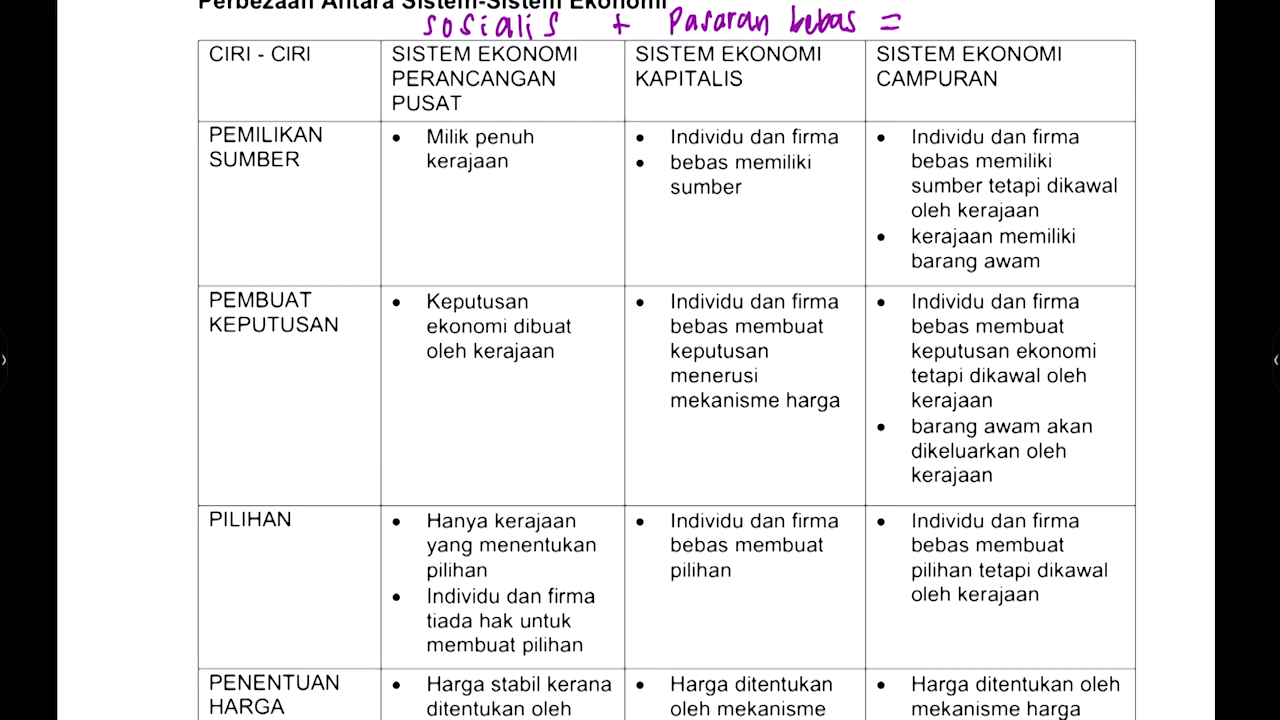 Perbezaan Antara Sistem-Sistem Ekonomi
sosialis + Pasaran bebas =
CIRI - CIRI
SISTEM EKONOMI
PERANCANGAN
PUSAT
SISTEM EKONOMI
KAPITALIS
SISTEM EKONOMI
CAMPURAN
PEMILIKAN
SUMBER
• Milik penuh
kerajaan
• Individu dan firma
• bebas memiliki
sumber
• Individu dan firma
bebas memiliki
sumber tetapi dikawal
oleh kerajaan
• kerajaan memiliki
barang awam
PEMBUAT
KEPUTUSAN
• Keputusan
ekonomi dibuat
oleh kerajaan
• Individu dan firma
bebas membuat
keputusan
menerusi
mekanisme harga
• Individu dan firma
bebas membuat
keputusan ekonomi
tetapi dikawal oleh
kerajaan
• barang awam akan
dikeluarkan oleh
kerajaan
PILIHAN
• Hanya kerajaan
yang menentukan
pilihan
• Individu dan firma
tiada hak untuk
membuat pilihan
• Individu dan firma
bebas membuat
pilihan
• Individu dan firma
bebas membuat
pilihan tetapi dikawal
oleh kerajaan
PENENTUAN
HARGA
• Harga stabil kerana
ditentukan oleh
• Harga ditentukan
oleh mekanisme
• Harga ditentukan oleh
mekanisme harga